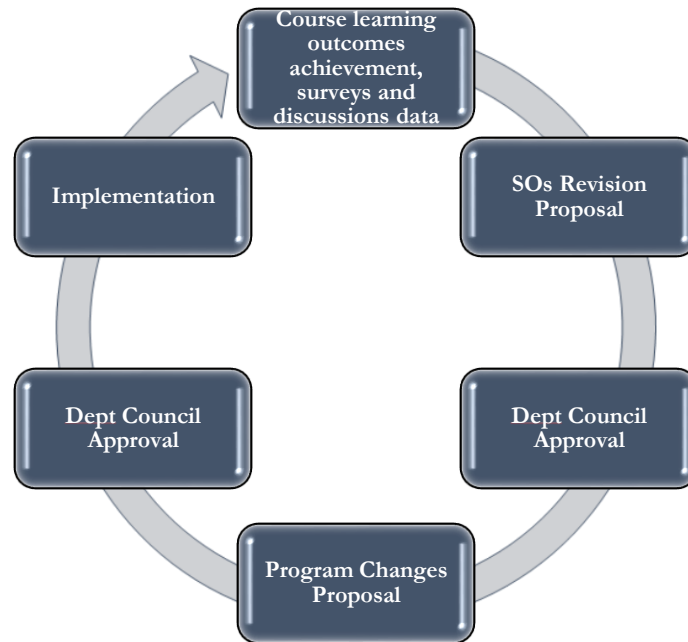 Course learning
outcomes
achievement,
surveys and
discussions data
SOs Revision
Proposal
Dept Council
Approval
Program Changes
Proposal
Dept Council
Approval
Implementation